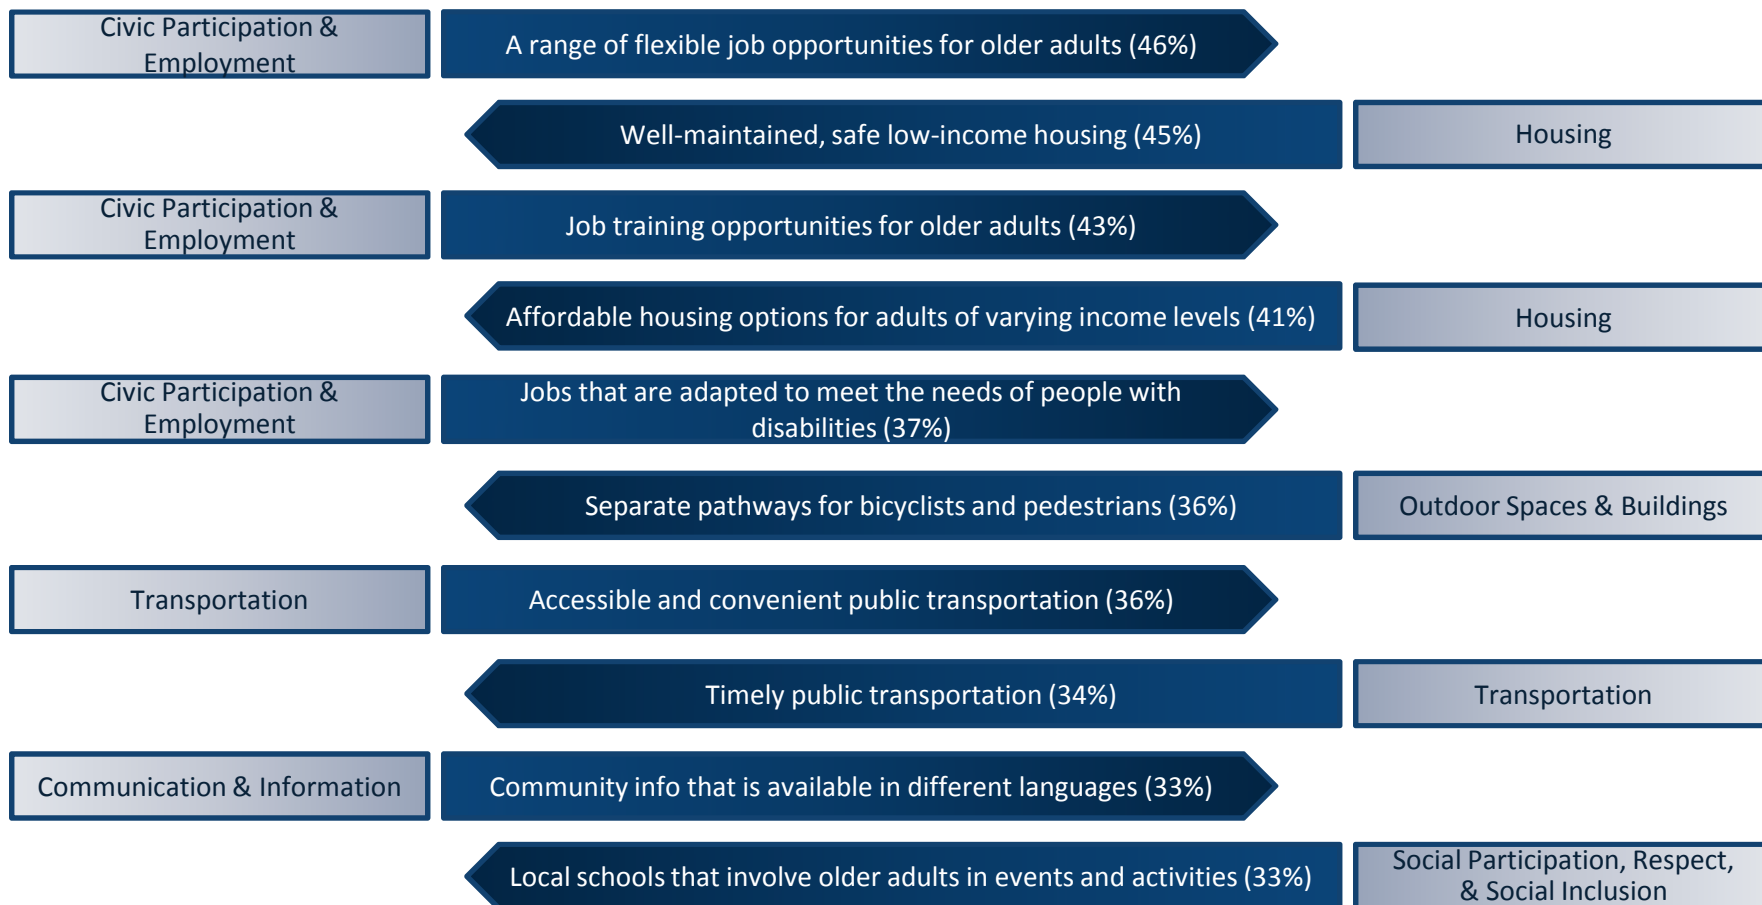 Civic Participation &
Employment
A range of flexible job opportunities for older adults (46%)
Well-maintained, safe low-income housing (45%)
Housing
Civic Participation &
Employment
Job training opportunities for older adults (43%)
Affordable housing options for adults of varying income levels (41%)
Housing
Civic Participation &
Employment
Jobs that are adapted to meet the needs of people with
disabilities (37%)
Separate pathways for bicyclists and pedestrians (36%)
Outdoor Spaces & Buildings
Transportation
Accessible and convenient public transportation (36%)
Timely public transportation (34%)
Transportation
Communication & Information
Community info that is available in different languages (33%)
Local schools that involve older adults in events and activities (33%)
Social Participation, Respect,
& Social Inclusion